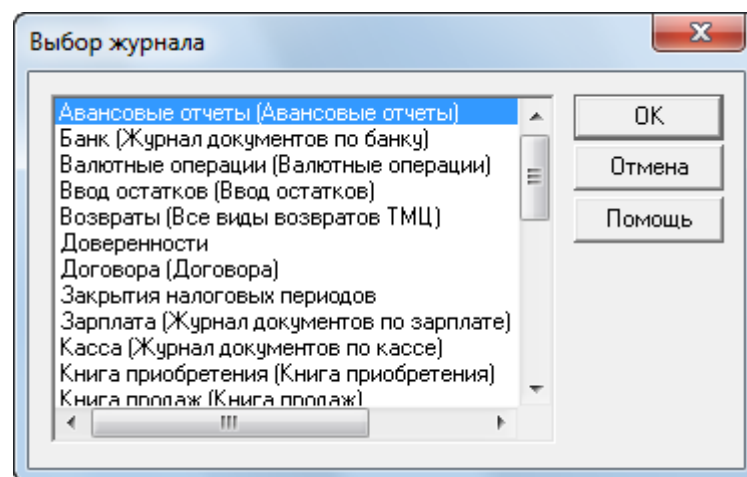 Выбор журнала
Авансовые отчеты (Авансовые отчеты)
Банк (Журнал документов по банку)
Валютные операции (Валютные операции)
Ввод остатков (Ввод остатков)
Возвраты (Все виды возвратов ТМЦ)
Доверенности
Договора (Договора)
Закрытия налоговых периодов
Зарплата (Журнал документов по зарплате)
Касса (Журнал документов по кассе)
Книга приобретения (Книга приобретения)
Книга продаж (Книга продаж)
OK
Отмена
Помощь